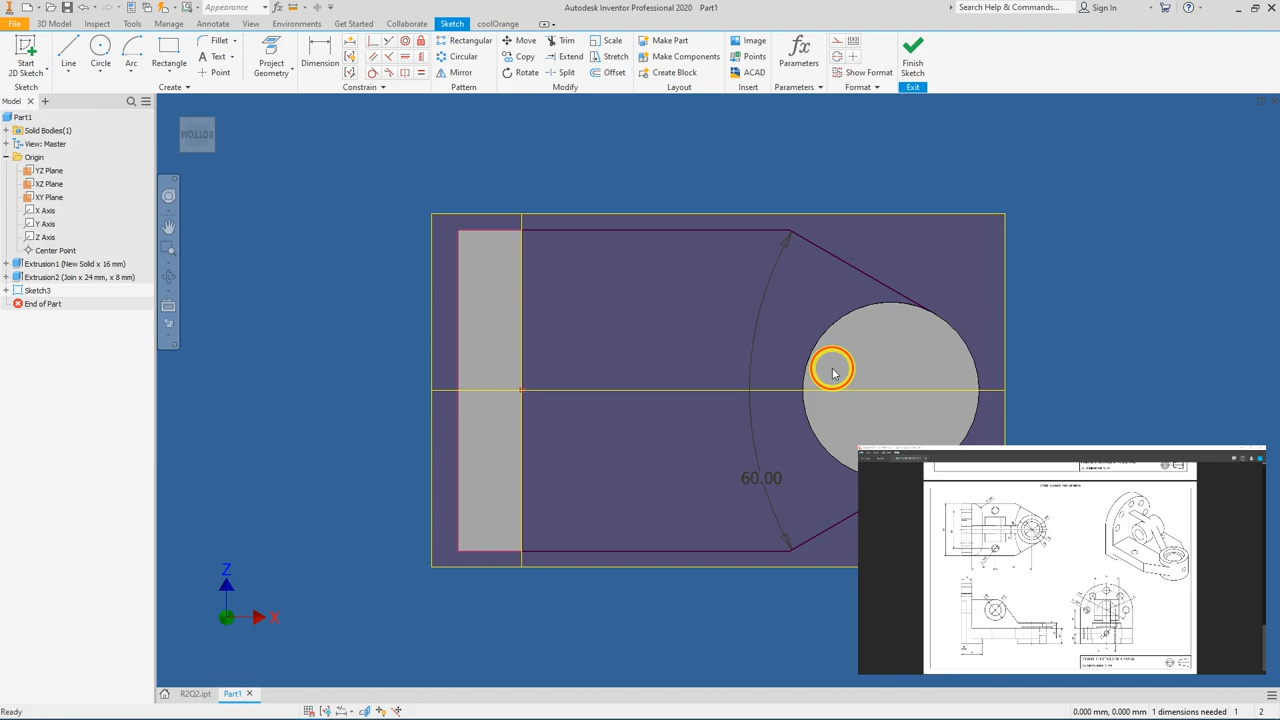 Appearance
Autodesk Inventor Professional 2020 Part1
Search Help & Commands...
Sign In
File
3D Model
Inspect
Tools
Manage
View
Environments
Get Started
Collaborate
Sketch
coolOrange
Annotate
Start
2D Sketch
Line
Circle
Arc
Rectangle
Fillet
Text
Point
Project
Geometry
Dimension
Rectangular
Circular
Mirror
Move
Copy
Rotate
Trim
Extend
Split
Scale
Stretch
Offset
Make Part
Make Components
Create Block
Image
Points
ACAD
Parameters
Show Format
Finish
Sketch
Sketch
Create
Constrain
Pattern
Modify
Layout
Insert
Parameters
Format
Exit
Model
Part1
Solid Bodies(1)
View: Master
Origin
YZ Plane
XZ Plane
XY Plane
X Axis
Y Axis
Z Axis
Center Point
Extrusion1 (New Solid x 16 mm)
Extrusion2 (Join x 24 mm, x 8 mm)
Sketch3
End of Part
BOTTOM
60.00
Z
X
R2Q2.ipt
Part1
Ready
0.000 mm, 0.000 mm
1 dimensions needed
1
2